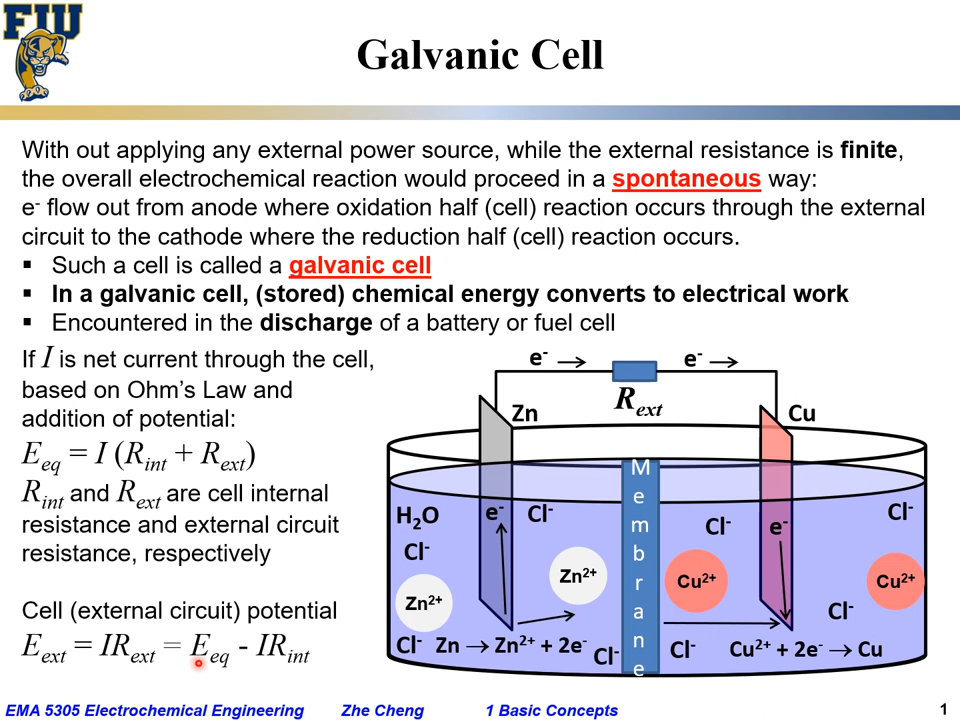 FIU
Galvanic Cell
With out applying any external power source, while the external resistance is finite,
the overall electrochemical reaction would proceed in a spontaneous way:
e⁻ flow out from anode where oxidation half (cell) reaction occurs through the external
circuit to the cathode where the reduction half (cell) reaction occurs.
▪ Such a cell is called a galvanic cell
▪ In a galvanic cell, (stored) chemical energy converts to electrical work
▪ Encountered in the discharge of a battery or fuel cell
If I is net current through the cell,
based on Ohm's Law and
addition of potential:
E_eq = I (R_int + R_ext)
R_int and R_ext are cell internal
resistance and external circuit
resistance, respectively
Cell (external circuit) potential
E_ext = IR_ext = E_eq - IR_int
e⁻ → e⁻ →
Zn R_ext Cu
Membrane
H₂O e⁻ Cl⁻ Cl⁻ e⁻ Cl⁻
Cl⁻
Zn²⁺ Zn²⁺ Cu²⁺ Cu²⁺
Cl⁻
Cl⁻ Zn → Zn²⁺ + 2e⁻ Cl⁻ Cl⁻ Cu²⁺ + 2e⁻ → Cu
EMA 5305 Electrochemical Engineering Zhe Cheng 1 Basic Concepts 1